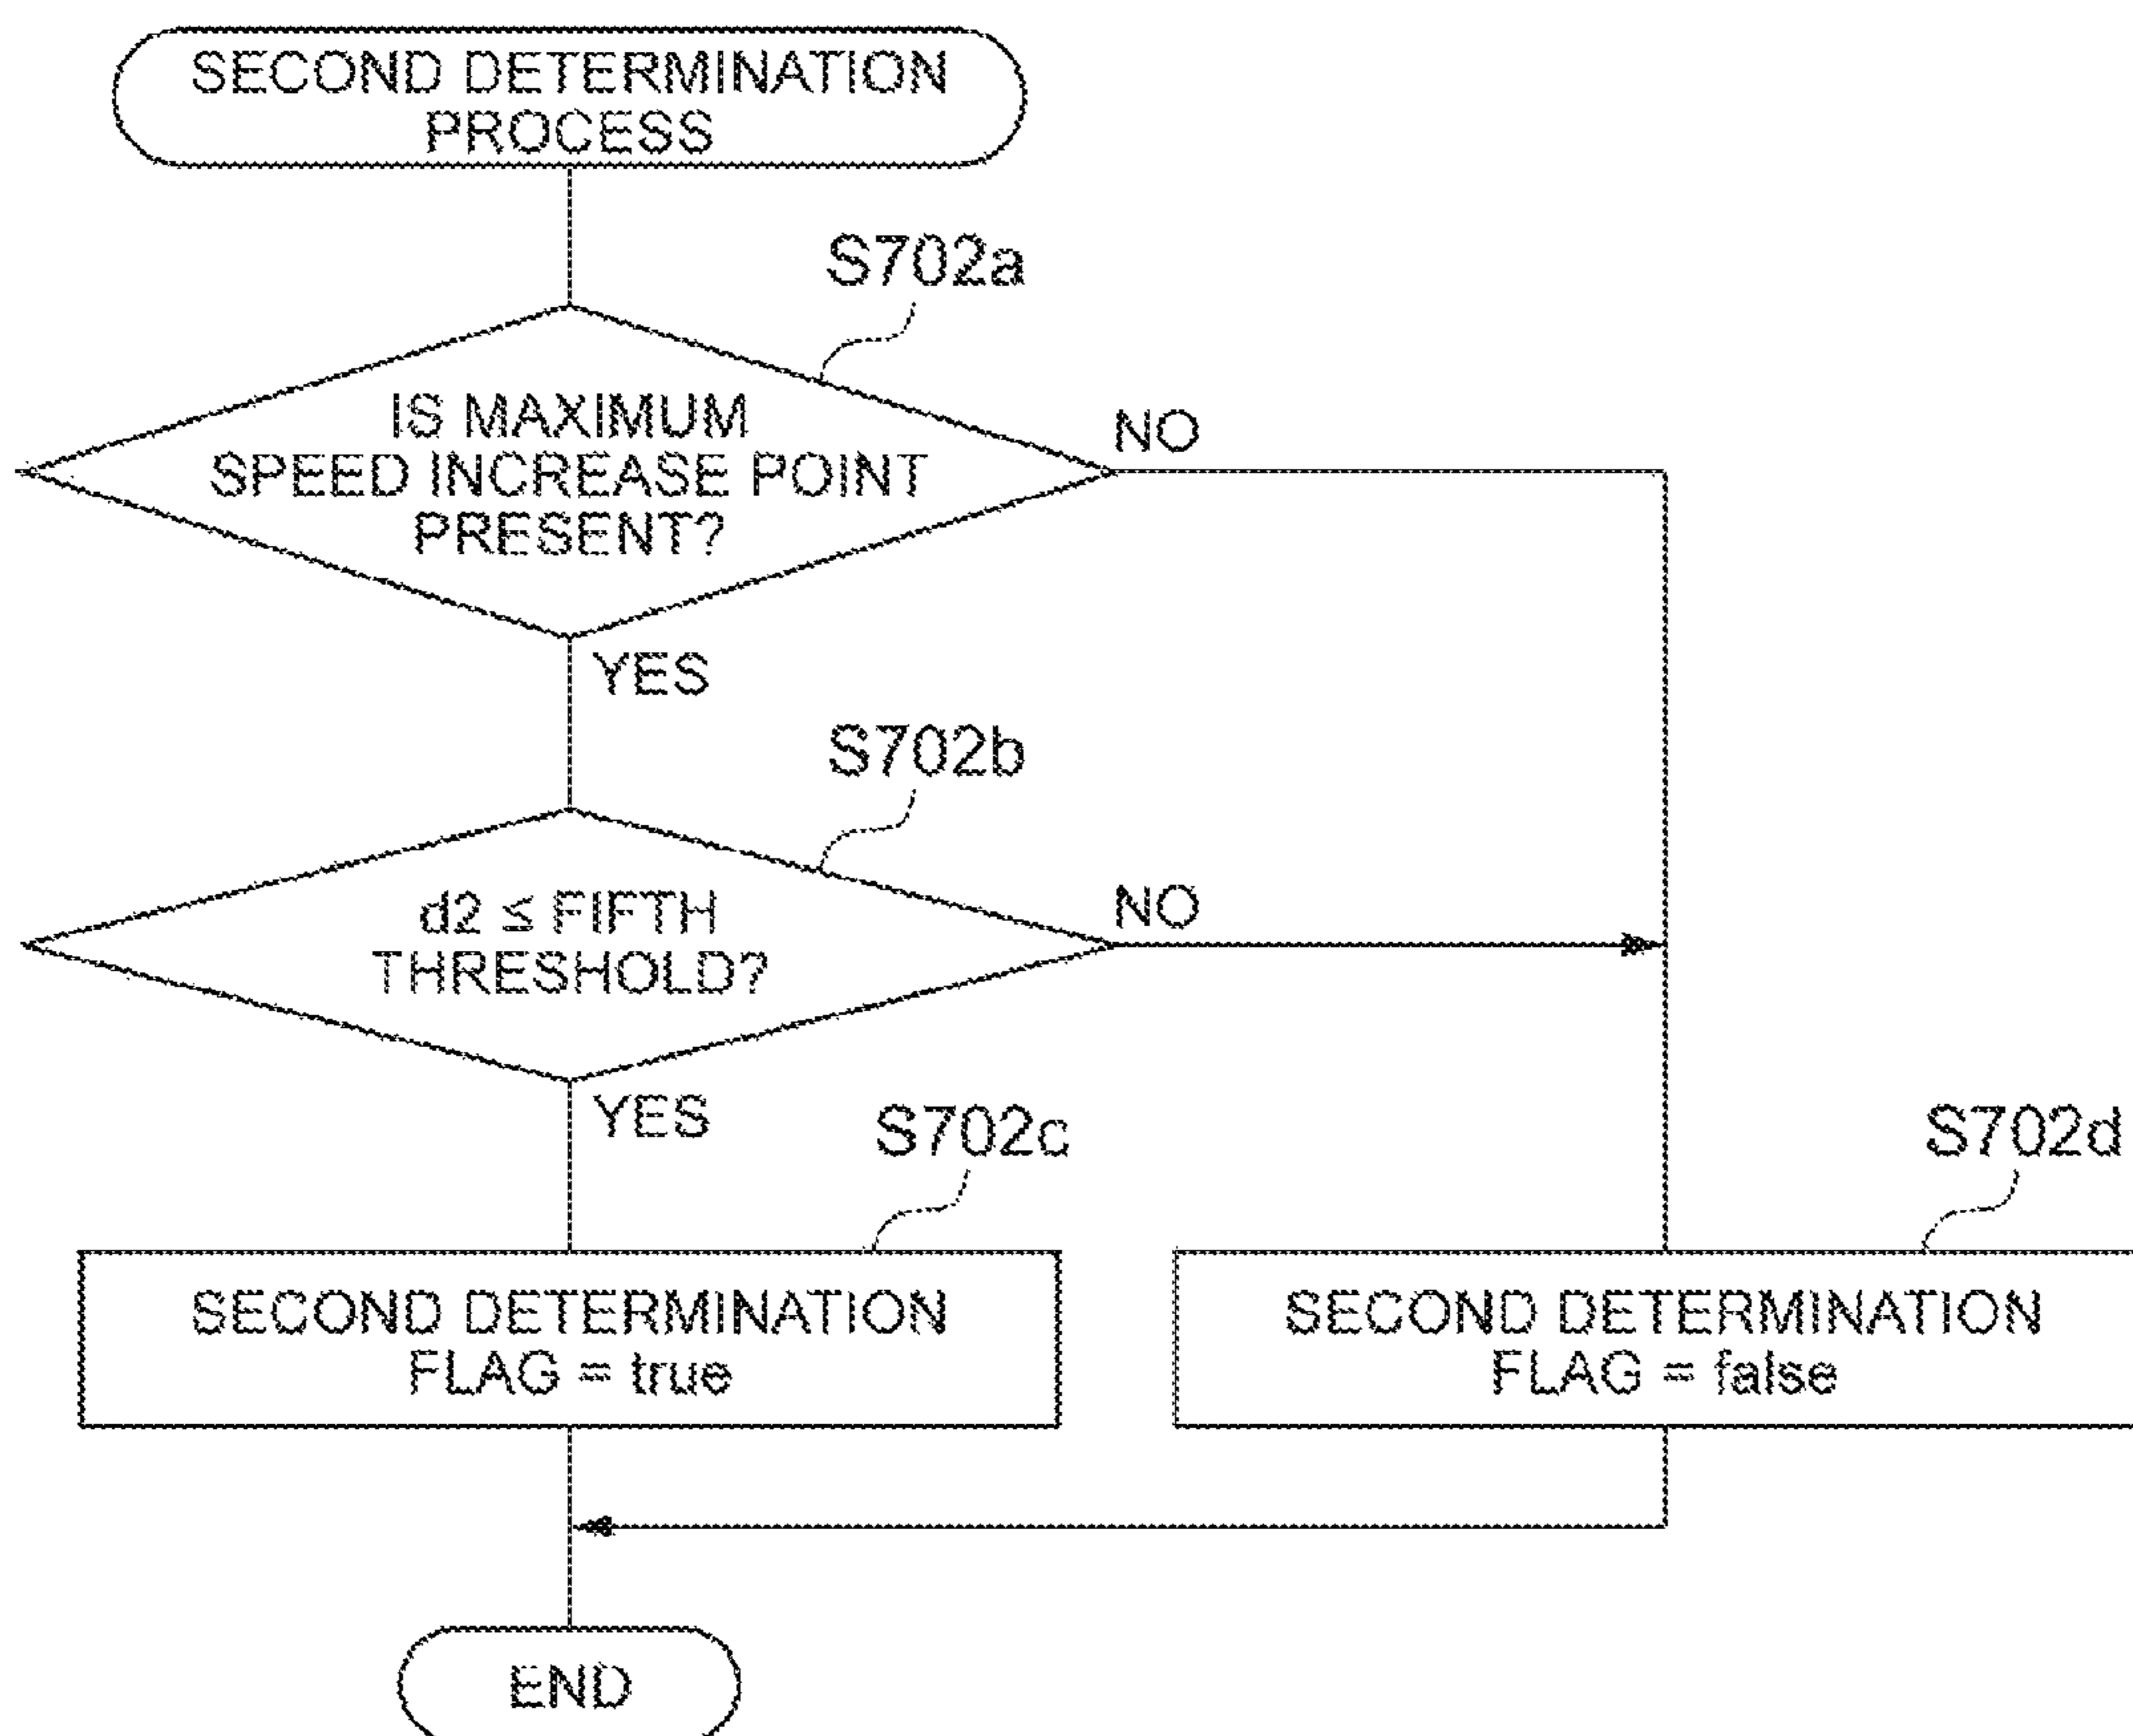 SECOND DETERMINATION
PROCESS
S702a
IS MAXIMUM
SPEED INCREASE POINT
PRESENT?
NO
YES
S702b
d2 ≤ FIFTH
THRESHOLD?
NO
YES
S702c
S702d
SECOND DETERMINATION
FLAG = true
SECOND DETERMINATION
FLAG = false
END